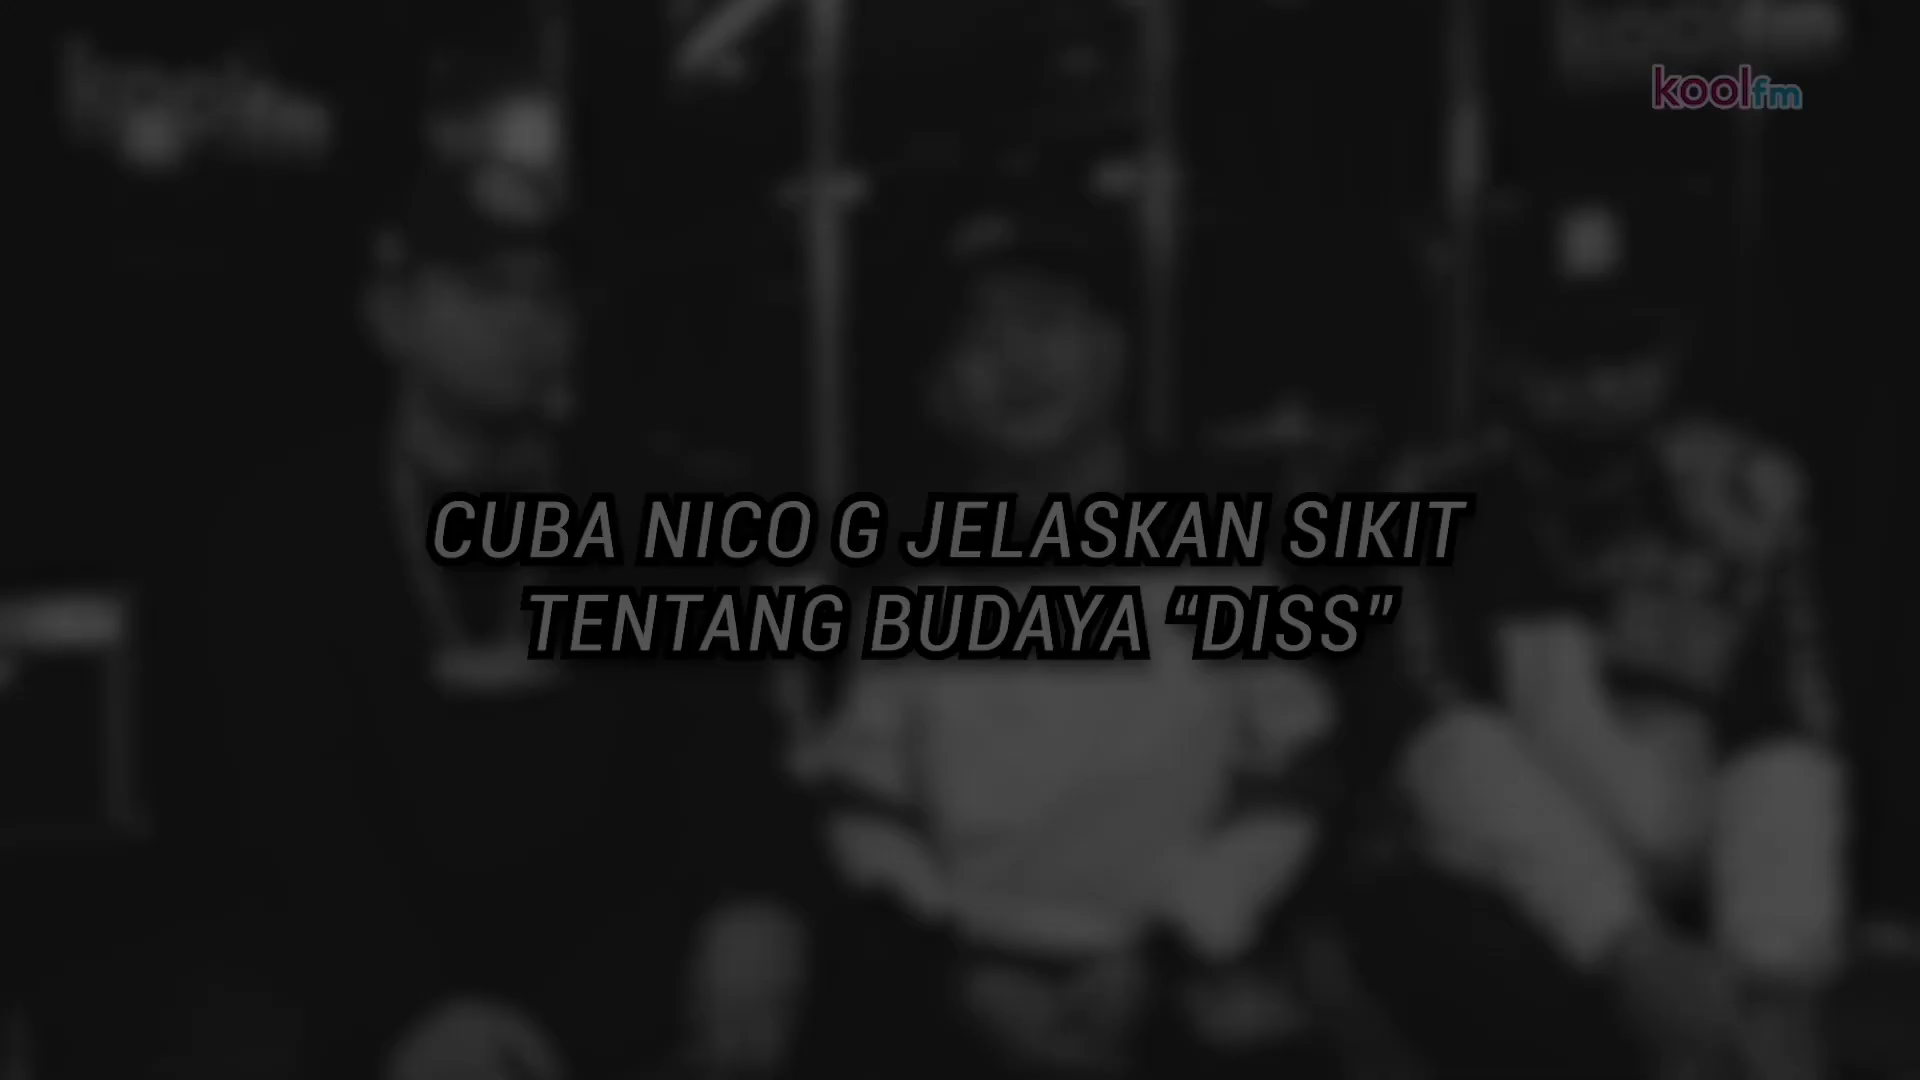 koolfm
CUBA NICO G JELASKAN SIKIT
TENTANG BUDAYA “DISS”